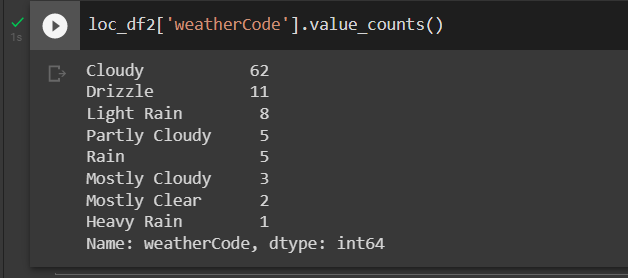 loc_df2['weatherCode'].value_counts()
1s
Cloudy 62
Drizzle 11
Light Rain 8
Partly Cloudy 5
Rain 5
Mostly Cloudy 3
Mostly Clear 2
Heavy Rain 1
Name: weatherCode, dtype: int64